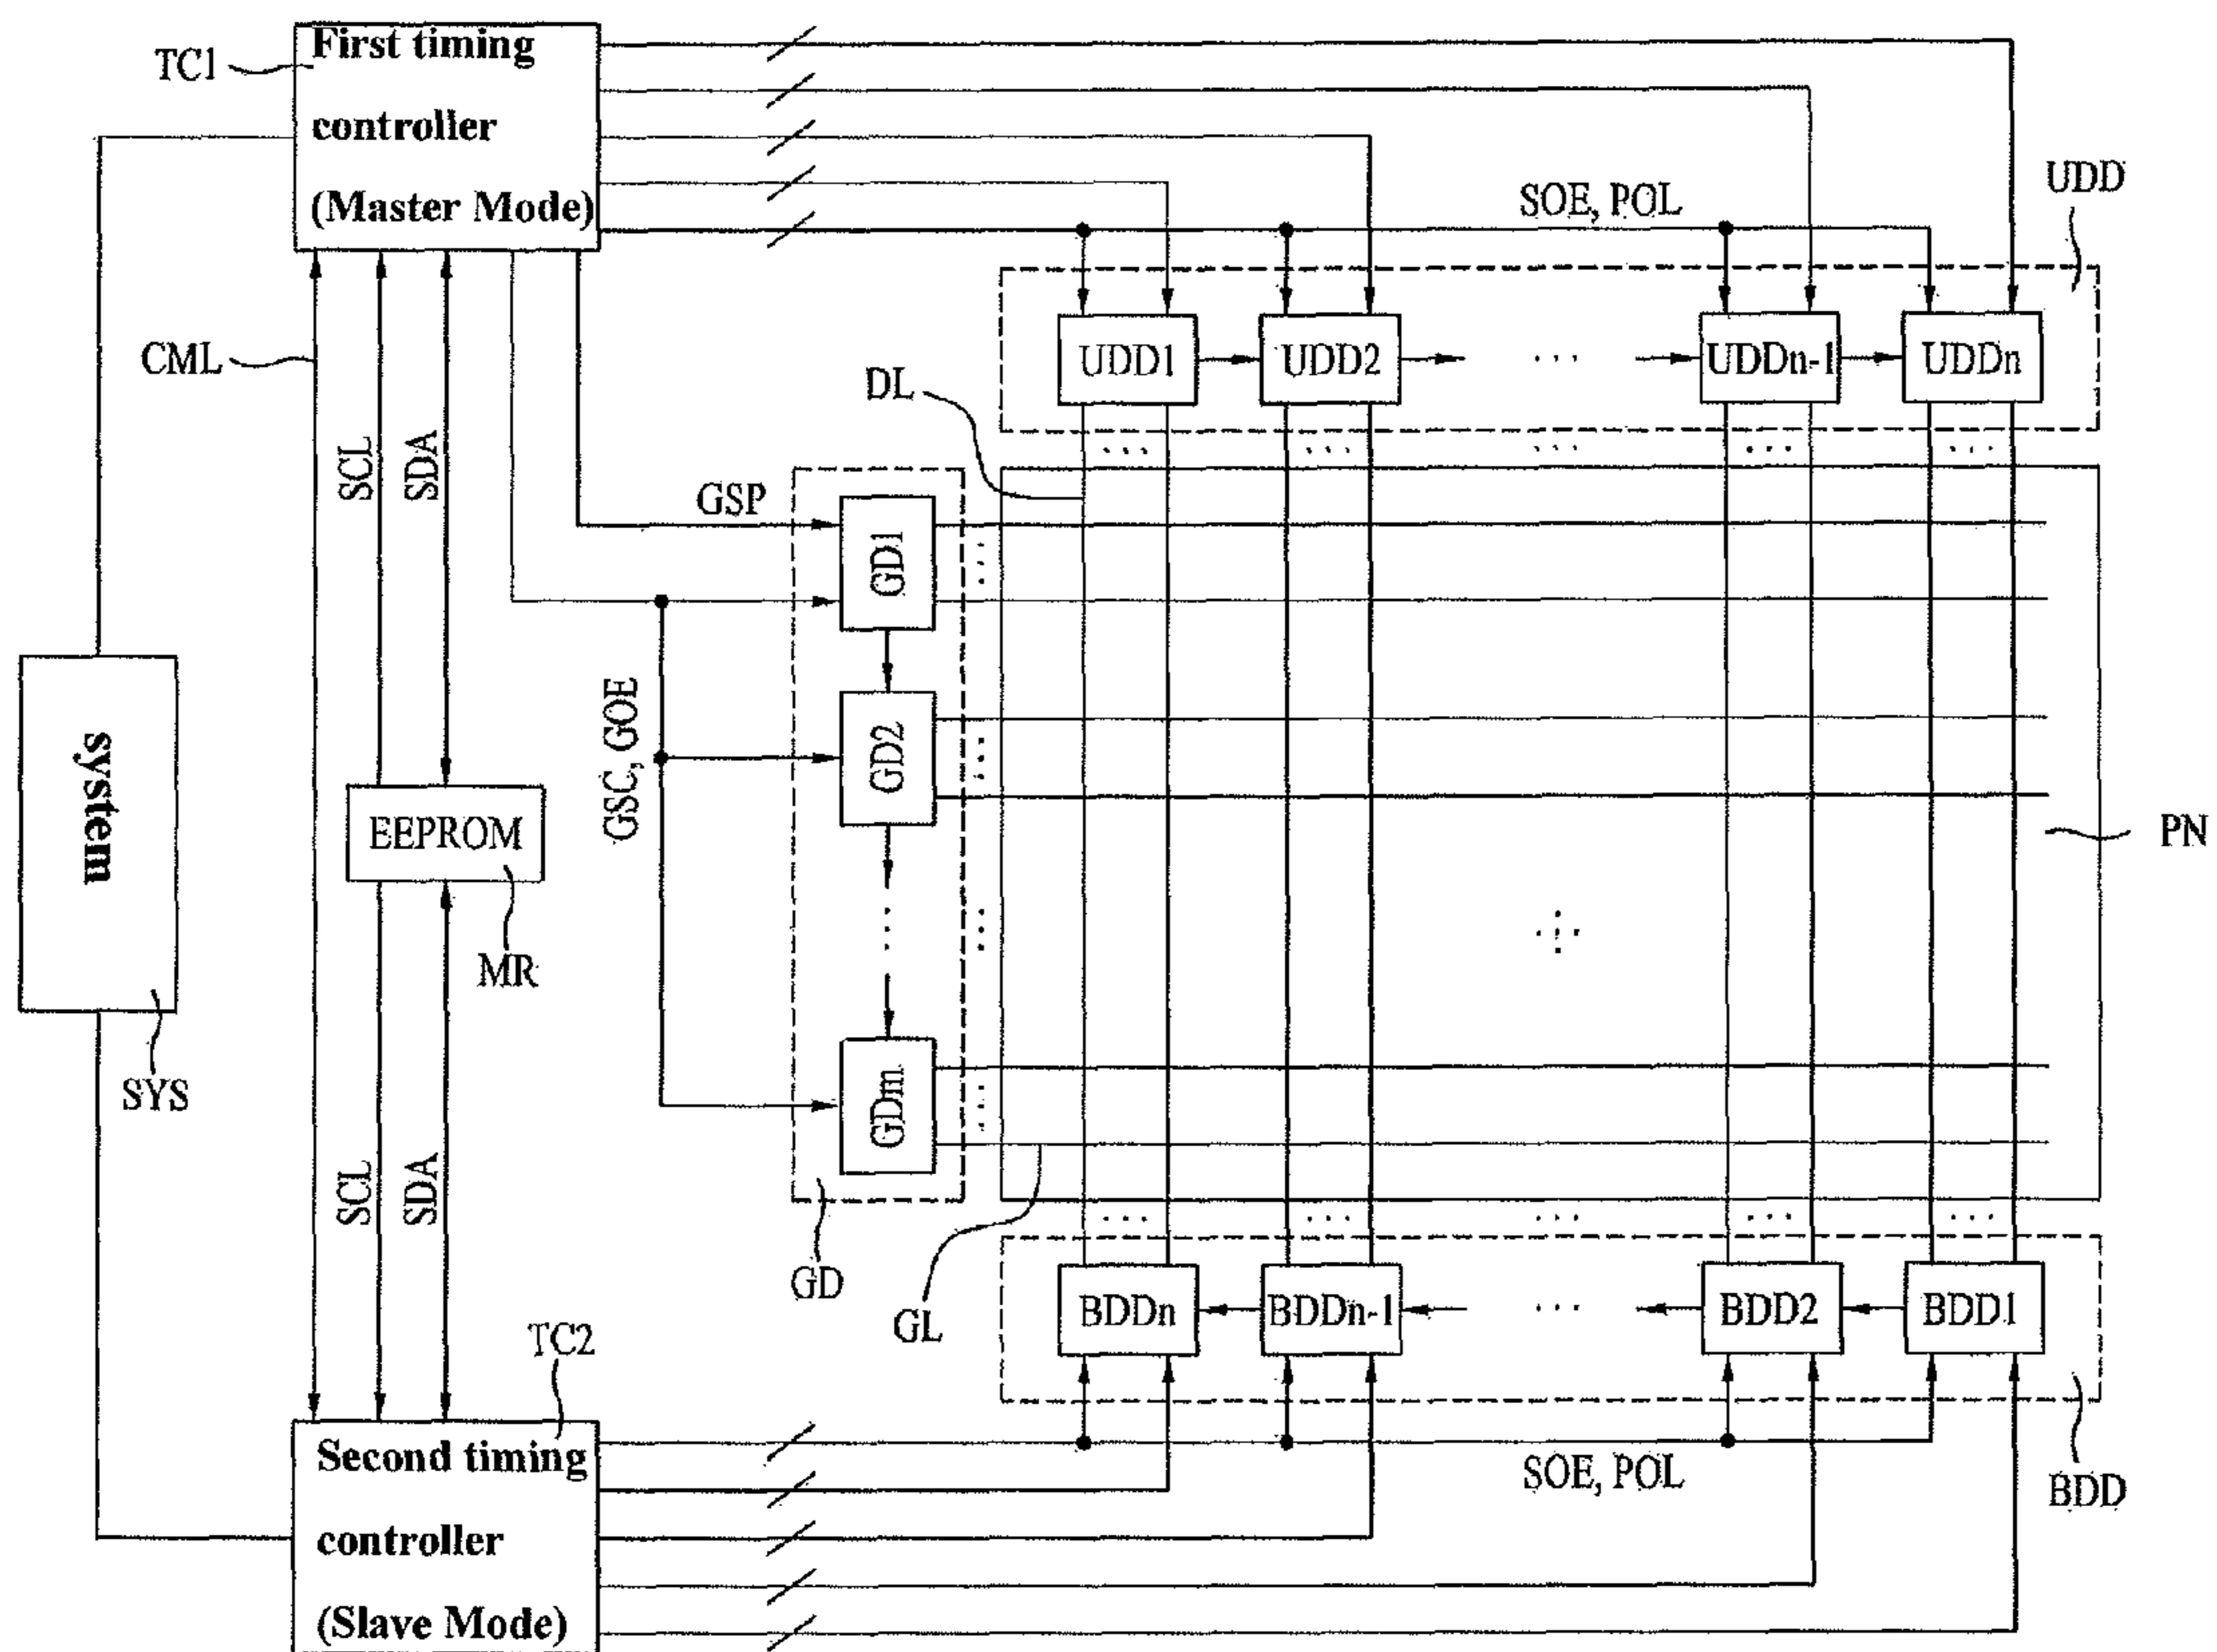 First timing
controller
(Master Mode)
TC1
UDD
SOE, POL
CML
SCL
SDA
UDD1
UDD2
...
UDDn-1
UDDn
DL
GSP
GD1
GSC, GOE
GD2
system
EEPROM
PN
MR
GDm
SYS
SCL
SDA
GD
GL
BDDn
BDDn-1
...
BDD2
BDD1
TC2
Second timing
controller
(Slave Mode)
SOE, POL
BDD